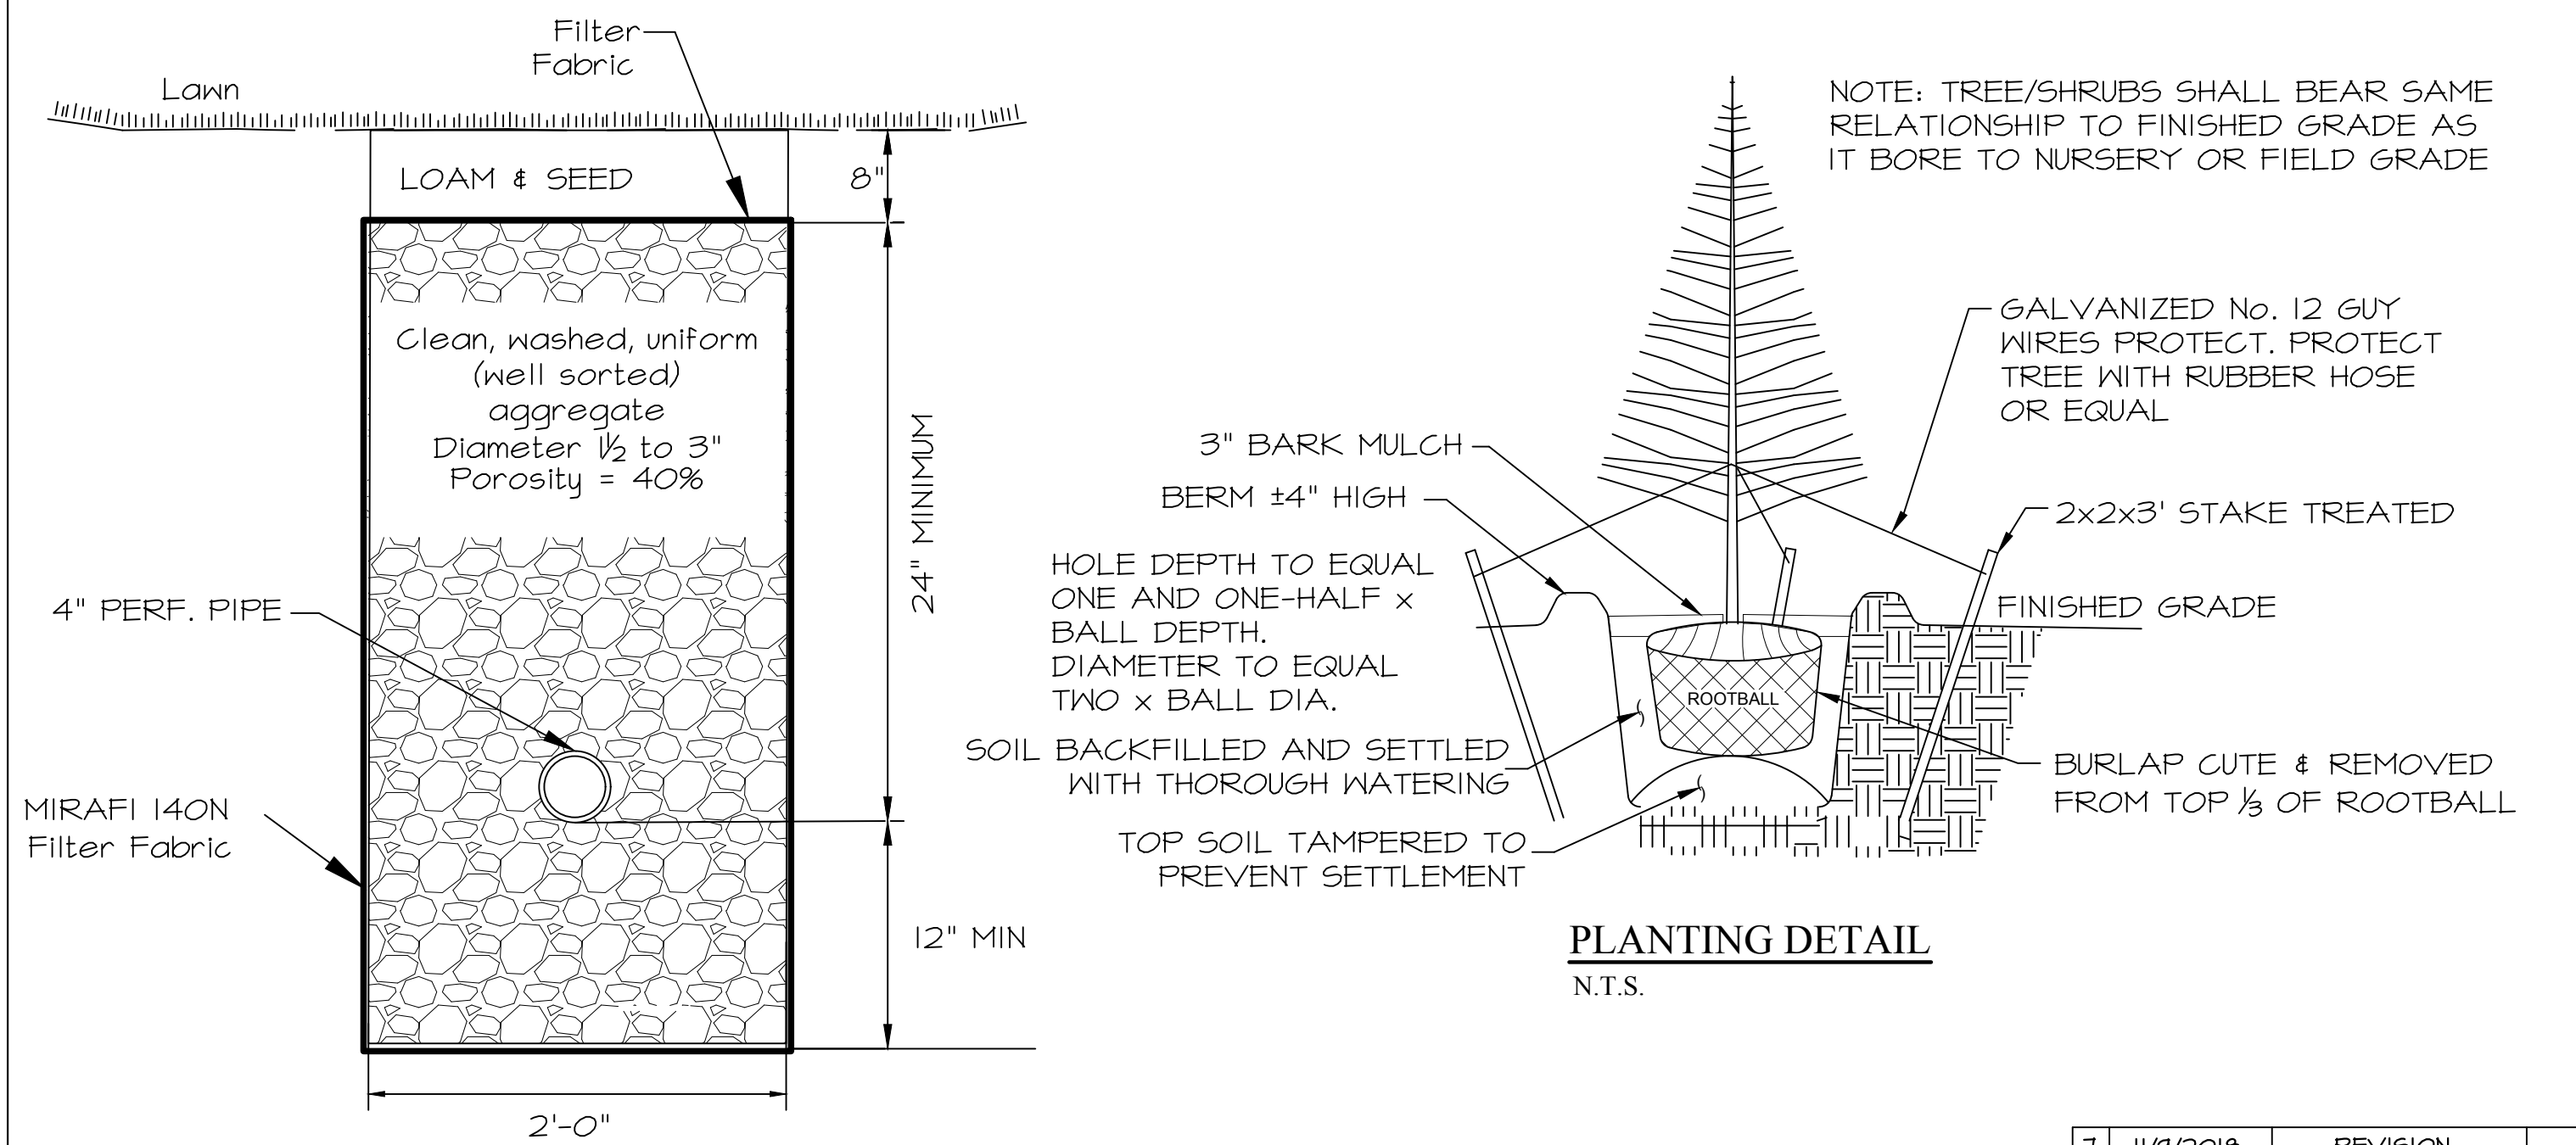 Filter
Fabric
Lawn
LOAM & SEED
8"
Clean, washed, uniform
(well sorted)
aggregate
Diameter 1½ to 3"
Porosity = 40%
24" MINIMUM
4" PERF. PIPE
MIRAFI 140N
Filter Fabric
12" MIN
2'-0"
NOTE: TREE/SHRUBS SHALL BEAR SAME
RELATIONSHIP TO FINISHED GRADE AS
IT BORE TO NURSERY OR FIELD GRADE
GALVANIZED No. 12 GUY
WIRES PROTECT. PROTECT
TREE WITH RUBBER HOSE
OR EQUAL
3" BARK MULCH
BERM ±4" HIGH
2x2x3' STAKE TREATED
HOLE DEPTH TO EQUAL
ONE AND ONE-HALF x
BALL DEPTH.
DIAMETER TO EQUAL
TWO x BALL DIA.
FINISHED GRADE
ROOTBALL
SOIL BACKFILLED AND SETTLED
WITH THOROUGH WATERING
BURLAP CUTE & REMOVED
FROM TOP ⅓ OF ROOTBALL
TOP SOIL TAMPERED TO
PREVENT SETTLEMENT
PLANTING DETAIL
N.T.S.
7 11/9/2018 REVISION